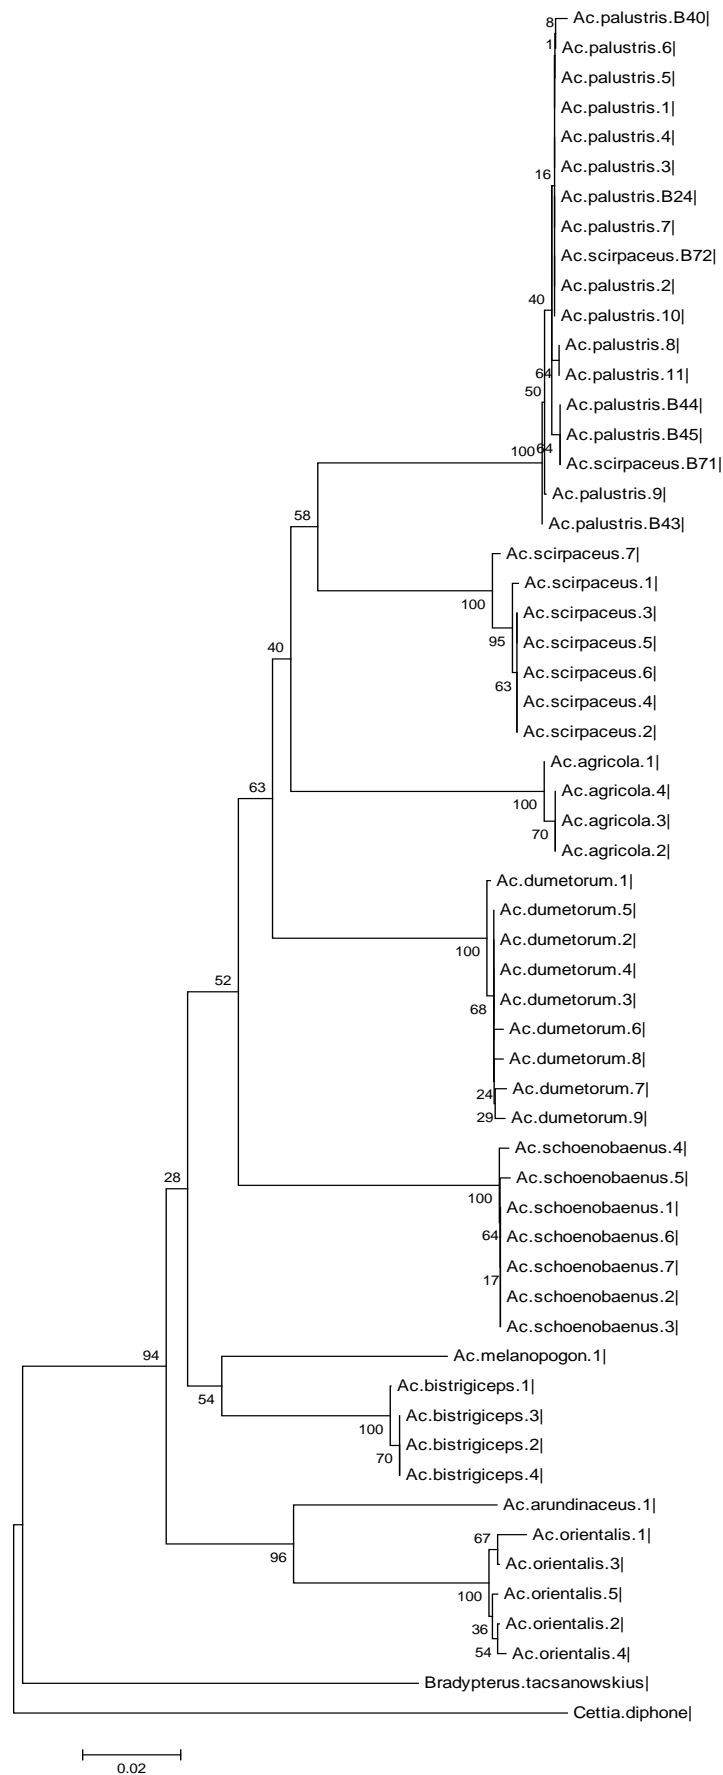 8 Ac.palustris.B40|
1 Ac.palustris.6|
Ac.palustris.5|
Ac.palustris.1|
Ac.palustris.4|
Ac.palustris.3|
16 Ac.palustris.B24|
Ac.palustris.7|
Ac.scirpaceus.B72|
Ac.palustris.2|
40 Ac.palustris.10|
Ac.palustris.8|
64 Ac.palustris.11|
50 Ac.palustris.B44|
Ac.palustris.B45|
100 64 Ac.scirpaceus.B71|
Ac.palustris.9|
58 Ac.palustris.B43|
Ac.scirpaceus.7|
Ac.scirpaceus.1|
100 Ac.scirpaceus.3|
95 Ac.scirpaceus.5|
40 Ac.scirpaceus.6|
63 Ac.scirpaceus.4|
Ac.scirpaceus.2|
Ac.agricola.1|
63 Ac.agricola.4|
100 Ac.agricola.3|
70 Ac.agricola.2|
Ac.dumetorum.1|
Ac.dumetorum.5|
100 Ac.dumetorum.2|
52 Ac.dumetorum.4|
Ac.dumetorum.3|
68 Ac.dumetorum.6|
Ac.dumetorum.8|
24 Ac.dumetorum.7|
29 Ac.dumetorum.9|
Ac.schoenobaenus.4|
28 Ac.schoenobaenus.5|
100 Ac.schoenobaenus.1|
64 Ac.schoenobaenus.6|
Ac.schoenobaenus.7|
17 Ac.schoenobaenus.2|
Ac.schoenobaenus.3|
94 Ac.melanopogon.1|
54 Ac.bistrigiceps.1|
Ac.bistrigiceps.3|
100 Ac.bistrigiceps.2|
70 Ac.bistrigiceps.4|
Ac.arundinaceus.1|
67 Ac.orientalis.1|
96 Ac.orientalis.3|
100 Ac.orientalis.5|
36 Ac.orientalis.2|
54 Ac.orientalis.4|
Bradypterus.tacsanowskius|
Cettia.diphone|
0.02